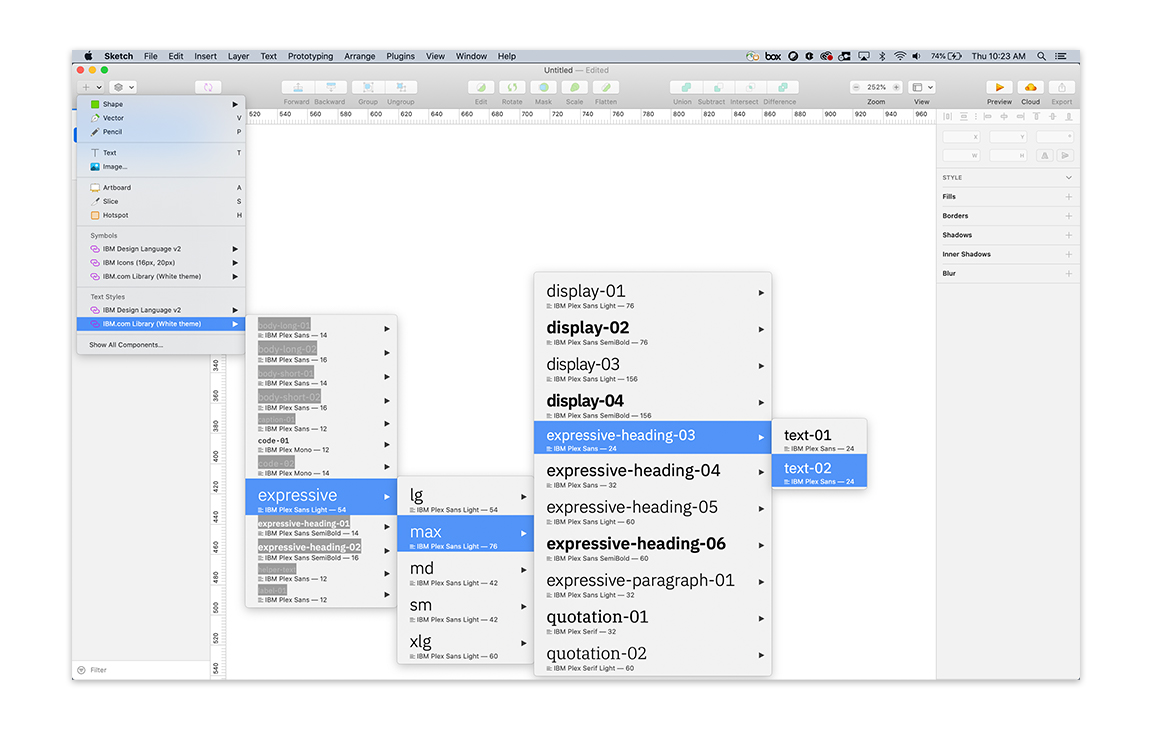 Sketch File Edit Insert Layer Text Prototyping Arrange Plugins View Window Help box 74% Thu 10:23 AM
Untitled — Edited
252%
Forward Backward Group Ungroup Edit Rotate Mask Scale Flatten Union Subtract Intersect Difference Zoom View Preview Cloud Export
520 540 560 580 600 620 640 660 680 700 720 740 760 780 800 820 840 860 880 900 920 940 960
Shape
Vector V
Pencil P
Text T
Image...
Artboard A
Slice S
Hotspot H
Symbols
IBM Design Language v2
IBM Icons (16px, 20px)
IBM.com Library (White theme)
Text Styles
IBM Design Language v2
IBM.com Library (White theme)
Show All Components...
340
360
380
400
420
440
460
480
500
520
540
Filter
body-long-01
IBM Plex Sans — 14
body-long-02
IBM Plex Sans — 16
body-short-01
IBM Plex Sans — 14
body-short-02
IBM Plex Sans — 16
caption-01
IBM Plex Sans — 12
code-01
IBM Plex Mono — 12
code-02
IBM Plex Mono — 14
expressive
IBM Plex Sans Light — 54
expressive-heading-01
IBM Plex Sans SemiBold — 14
expressive-heading-02
IBM Plex Sans SemiBold — 16
helper-text
IBM Plex Sans — 12
label-01
IBM Plex Sans — 12
lg
IBM Plex Sans Light — 54
max
IBM Plex Sans Light — 76
md
IBM Plex Sans Light — 42
sm
IBM Plex Sans Light — 42
xlg
IBM Plex Sans Light — 60
display-01
IBM Plex Sans Light — 76
display-02
IBM Plex Sans SemiBold — 76
display-03
IBM Plex Sans Light — 156
display-04
IBM Plex Sans SemiBold — 156
expressive-heading-03
IBM Plex Sans — 24
expressive-heading-04
IBM Plex Sans — 32
expressive-heading-05
IBM Plex Sans Light — 60
expressive-heading-06
IBM Plex Sans SemiBold — 60
expressive-paragraph-01
IBM Plex Sans Light — 32
quotation-01
IBM Plex Serif — 32
quotation-02
IBM Plex Serif Light — 60
text-01
IBM Plex Sans — 24
text-02
IBM Plex Sans — 24
X Y °
W H
STYLE
Fills
Borders
Shadows
Inner Shadows
Blur